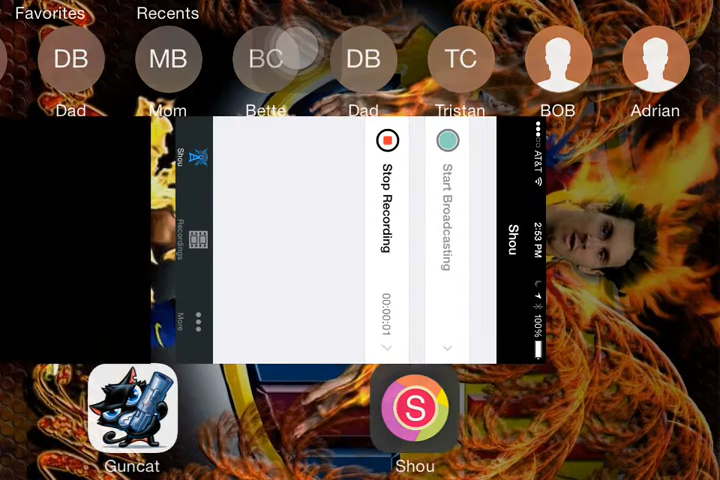 Favorites
Recents
DB
MB
BC
DB
TC
Dad
Mom
Bette
Dad
Tristan
BOB
Adrian
AT&T
2:53 PM
100%
Shou
Start Broadcasting
Stop Recording
00:00:01
Shou
Recordings
More
S
Guncat
Shou